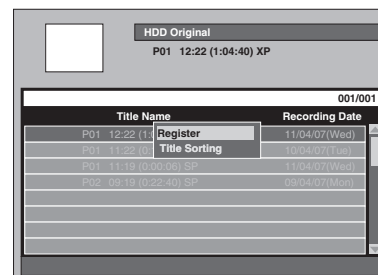 HDD Original
P01 12:22 (1:04:40) XP
001/001
Title Name Recording Date
P01 12:22 (1:0 Register 11/04/07(Wed)
P01 11:22 (0: Title Sorting 10/04/07(Tue)
P01 11:19 (0:00:06) SP 11/04/07(Wed)
P02 09:19 (0:22:40) SP 09/04/07(Mon)